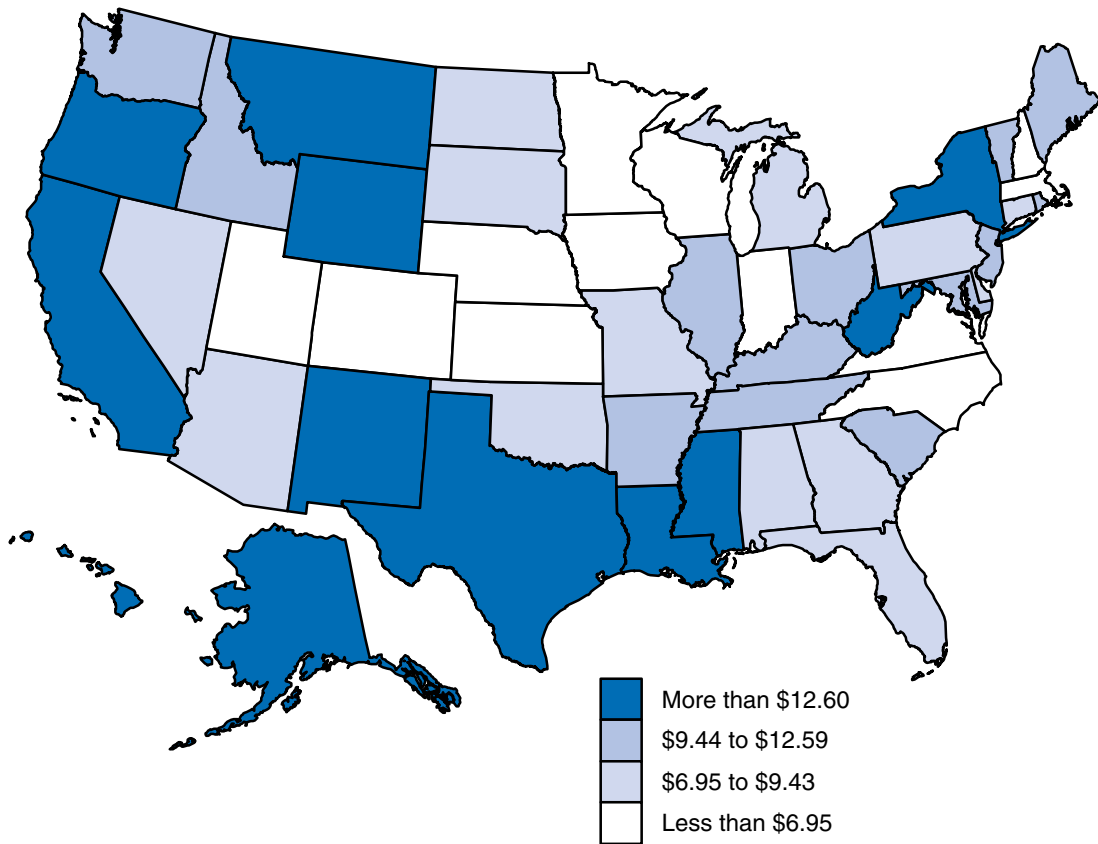 More than $12.60
$9.44 to $12.59
$6.95 to $9.43
Less than $6.95